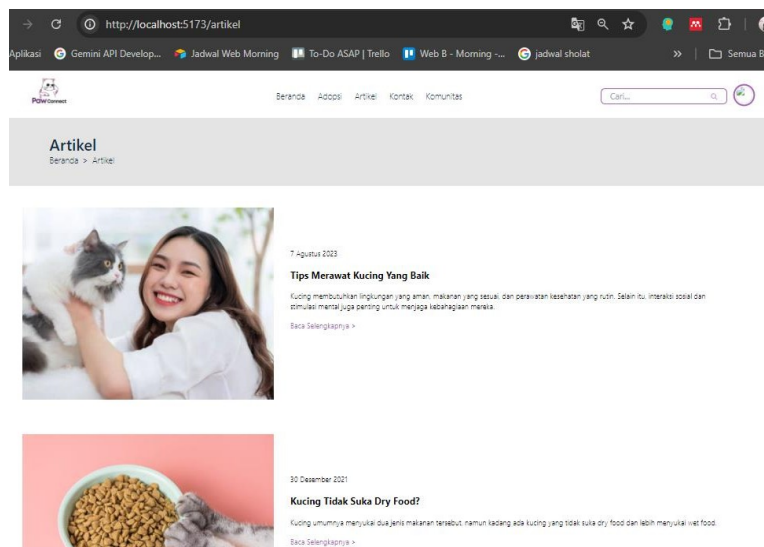 http://localhost:5173/artikel
Aplikasi Gemini API Develop... Jadwal Web Morning To-Do ASAP | Trello Web B - Morning -... jadwal sholat » Semua B
PawConnect
Beranda Adopsi Artikel Kontak Komunitas Cari...
Artikel
Beranda > Artikel
7 Agustus 2023
Tips Merawat Kucing Yang Baik
Kucing membutuhkan lingkungan yang aman, makanan yang sesuai, dan perawatan kesehatan yang rutin. Selain itu, interaksi sosial dan
stimulasi mental juga penting untuk menjaga kebahagiaan mereka.
Baca Selengkapnya >
30 Desember 2021
Kucing Tidak Suka Dry Food?
Kucing umumnya menyukai dua jenis makanan tersebut, namun kadang ada kucing yang tidak suka dry food dan lebih menyukai wet food.
Baca Selengkapnya >